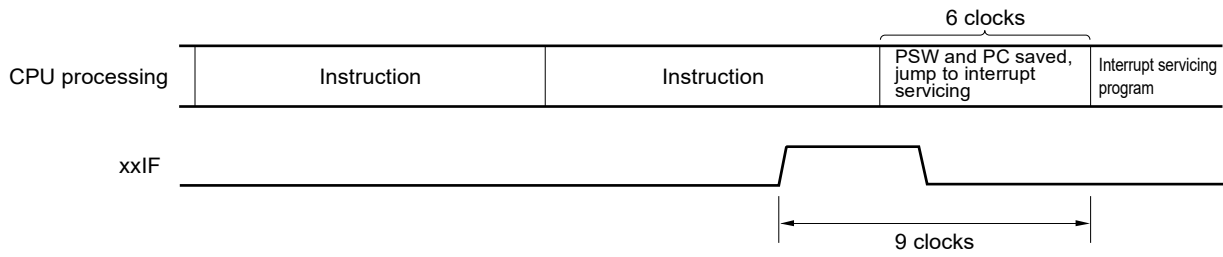 6 clocks
CPU processing
Instruction
Instruction
PSW and PC saved,
jump to interrupt
servicing
Interrupt servicing
program
xxIF
9 clocks